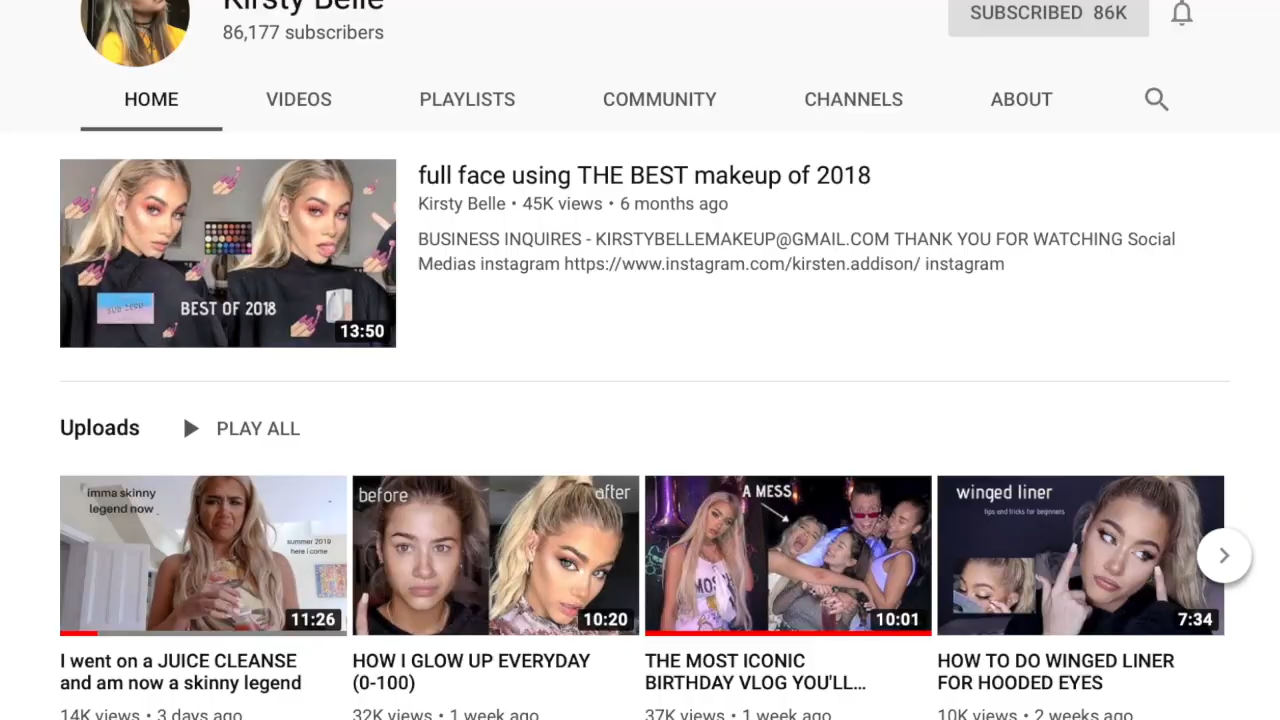 Kirsty Belle
86,177 subscribers
SUBSCRIBED 86K
HOME VIDEOS PLAYLISTS COMMUNITY CHANNELS ABOUT
full face using THE BEST makeup of 2018
Kirsty Belle • 45K views • 6 months ago
BUSINESS INQUIRES - KIRSTYBELLEMAKEUP@GMAIL.COM THANK YOU FOR WATCHING Social
Medias instagram https://www.instagram.com/kirsten.addison/ instagram
BEST OF 2018
13:50
Uploads PLAY ALL
imma skinny
legend now
summer 2019
here i come
11:26
before after
10:20
A MESS
10:01
winged liner
tips and tricks for beginners
7:34
I went on a JUICE CLEANSE
and am now a skinny legend
14K views • 3 days ago
HOW I GLOW UP EVERYDAY
(0-100)
32K views • 1 week ago
THE MOST ICONIC
BIRTHDAY VLOG YOU'LL...
37K views • 1 week ago
HOW TO DO WINGED LINER
FOR HOODED EYES
10K views • 2 weeks ago